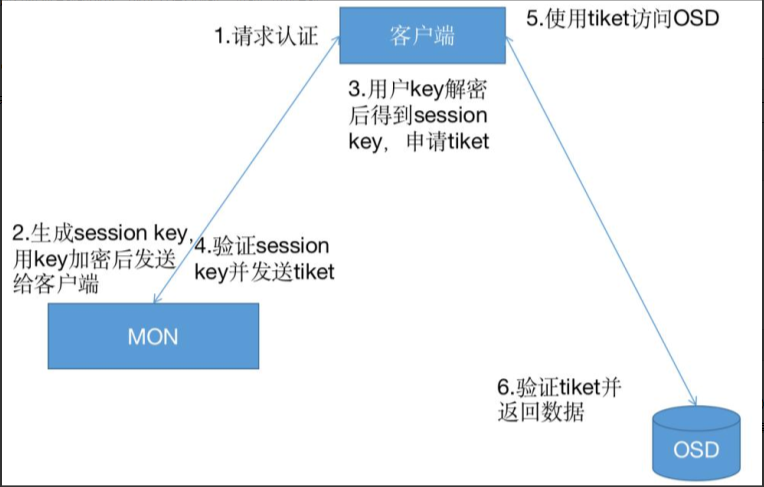 1.请求认证
客户端
5.使用tiket访问OSD
3.用户key解密
后得到session
key，申请tiket
2.生成session key,
用key加密后发送
给客户端
4.验证session
key并发送tiket
MON
6.验证tiket并
返回数据
OSD